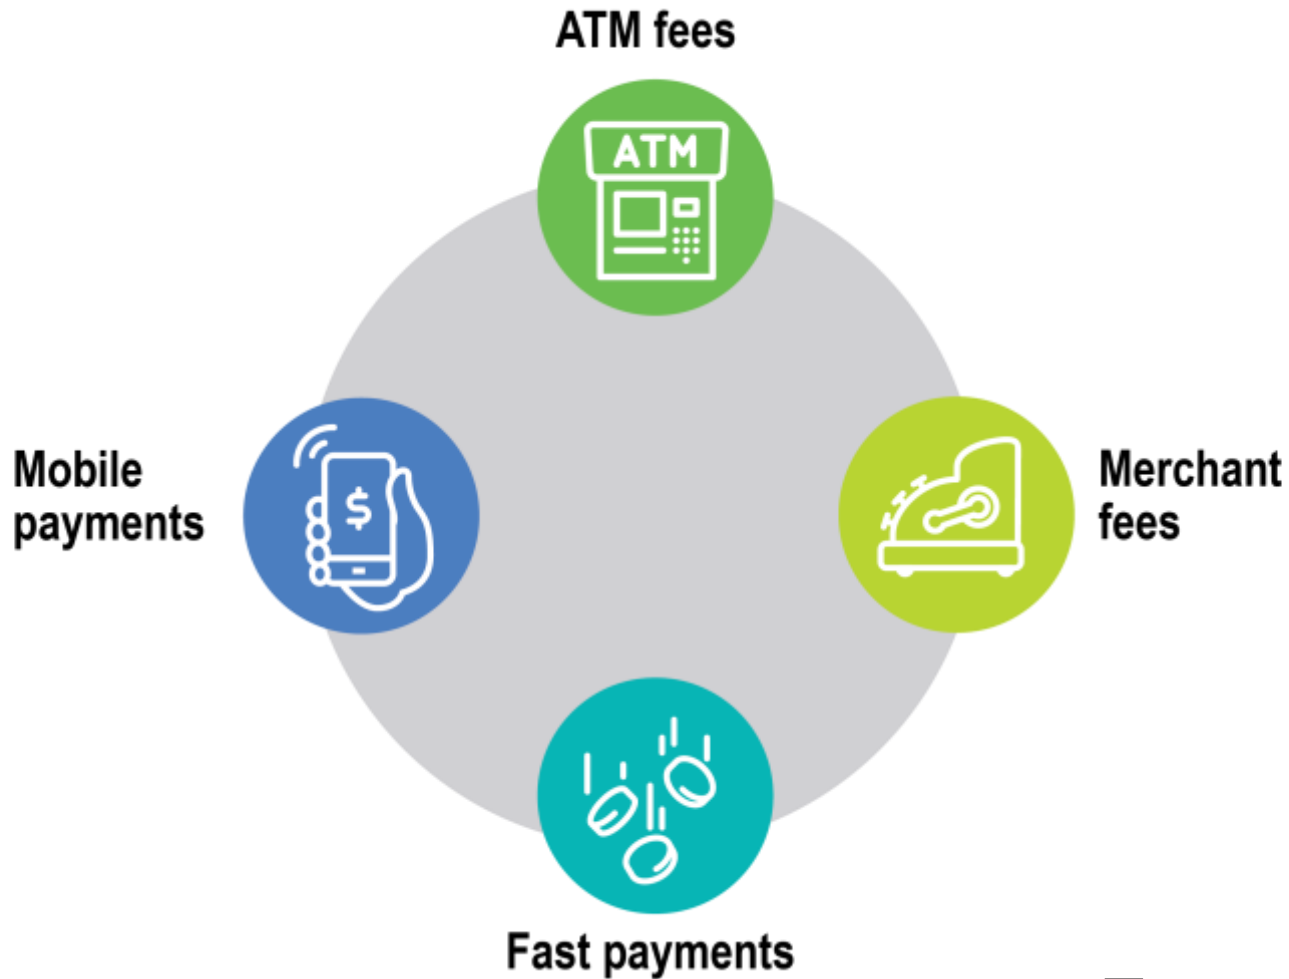 ATM fees
ATM
Mobile
payments
$
Merchant
fees
Fast payments